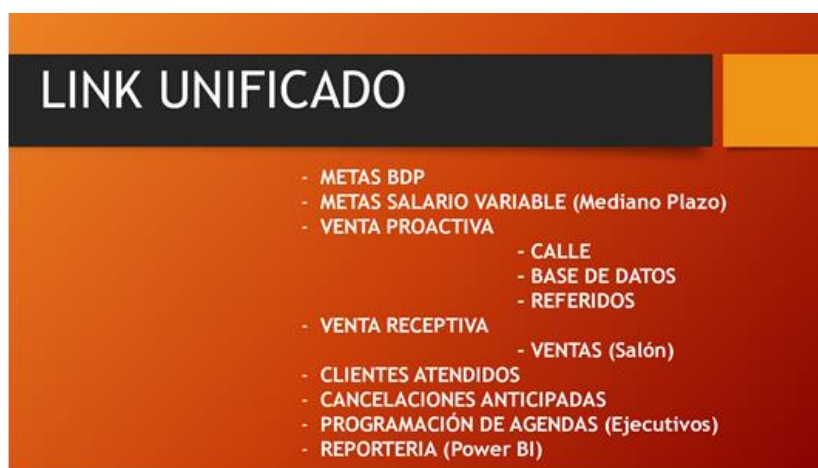 LINK UNIFICADO
- METAS BDP
- METAS SALARIO VARIABLE (Mediano Plazo)
- VENTA PROACTIVA
- CALLE
- BASE DE DATOS
- REFERIDOS
- VENTA RECEPTIVA
- VENTAS (Salón)
- CLIENTES ATENDIDOS
- CANCELACIONES ANTICIPADAS
- PROGRAMACIÓN DE AGENDAS (Ejecutivos)
- REPORTERIA (Power BI)